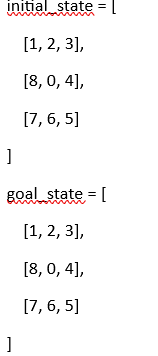 initial_state = [
[1, 2, 3],
[8, 0, 4],
[7, 6, 5]
]
goal_state = [
[1, 2, 3],
[8, 0, 4],
[7, 6, 5]
]